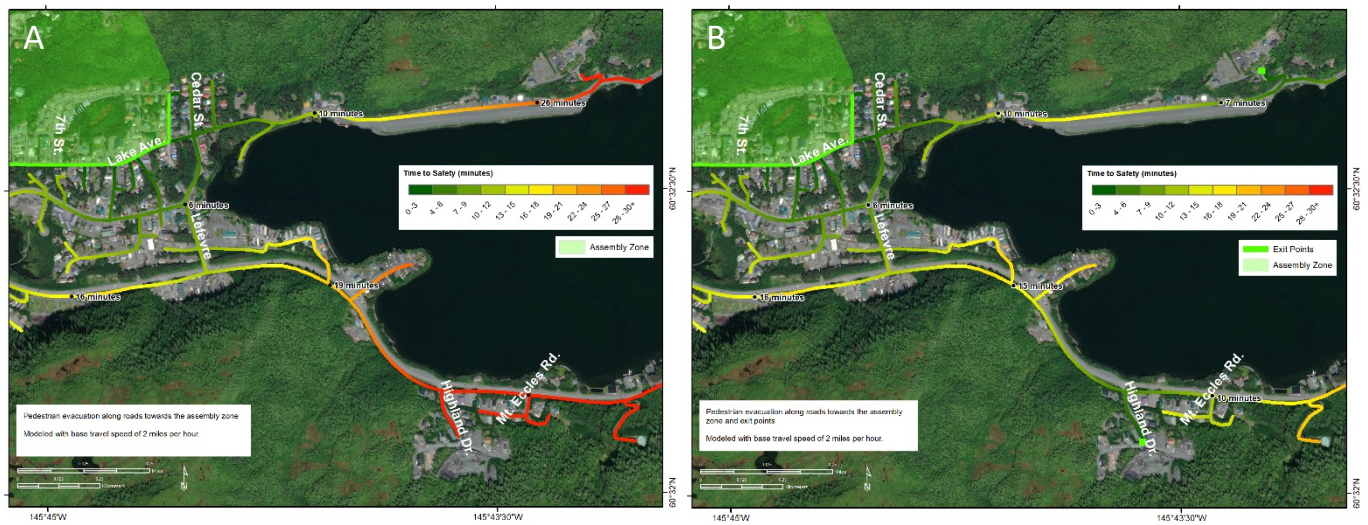 A
Cedar St.
7th St.
Lake Ave.
10 minutes
26 minutes
6 minutes
Lefevre
16 minutes
19 minutes
Highland Dr.
Mt. Eccles Rd.
Time to Safety (minutes)
0 -3
4 - 6
7 - 9
10 - 12
13 - 15
16 - 18
19 - 21
22 - 24
25 - 27
28 - 30+
Assembly Zone
Pedestrian evacuation along roads towards the assembly zone
Modeled with base travel speed of 2 miles per hour.
N
60°32'30"N
60°32'N
145°45'W
145°43'30"W
B
Cedar St.
7th St.
Lake Ave.
10 minutes
7 minutes
6 minutes
Lefevre
16 minutes
15 minutes
10 minutes
Highland Dr.
Mt. Eccles Rd.
Time to Safety (minutes)
0 -3
4 - 6
7 - 9
10 - 12
13 - 15
16 - 18
19 - 21
22 - 24
25 - 27
28 - 30+
Exit Points
Assembly Zone
Pedestrian evacuation along roads towards the assembly
zone and exit points
Modeled with base travel speed of 2 miles per hour.
N
60°32'30"N
60°32'N
145°45'W
145°43'30"W